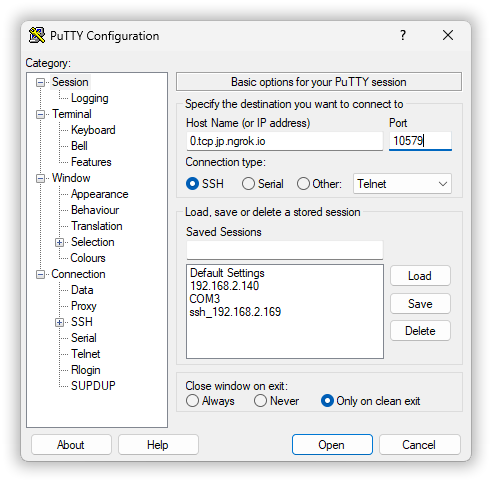 PuTTY Configuration
?
Category:
Session
Logging
Terminal
Keyboard
Bell
Features
Window
Appearance
Behaviour
Translation
Selection
Colours
Connection
Data
Proxy
SSH
Serial
Telnet
Rlogin
SUPDUP
Basic options for your PuTTY session
Specify the destination you want to connect to
Host Name (or IP address) Port
0.tcp.jp.ngrok.io 10579
Connection type:
SSH Serial Other: Telnet
Load, save or delete a stored session
Saved Sessions
Default Settings
192.168.2.140
COM3
ssh_192.168.2.169
Load
Save
Delete
Close window on exit:
Always Never Only on clean exit
About Help Open Cancel